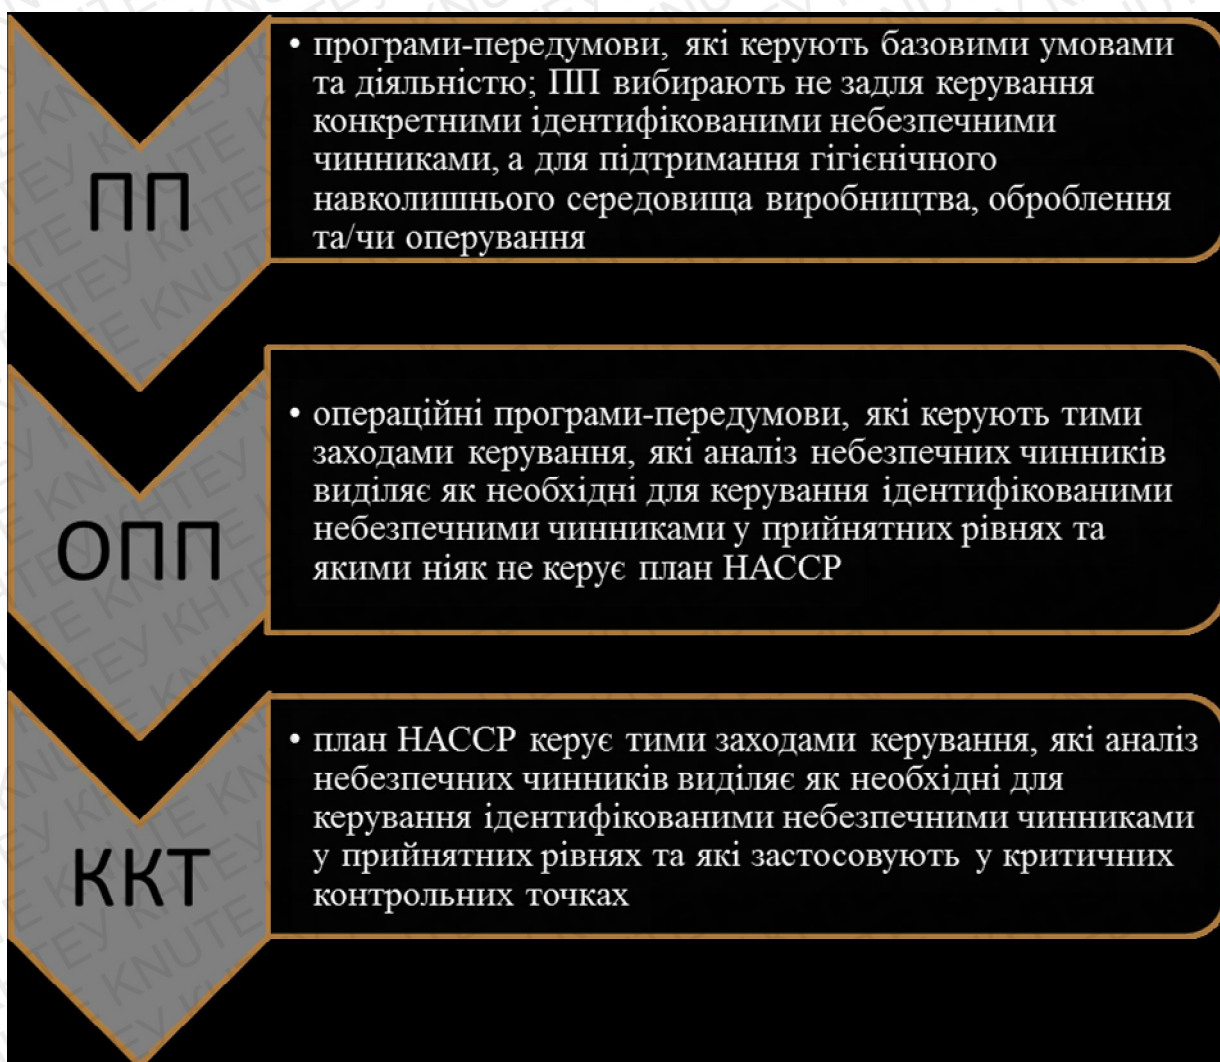 ПП
• програми-передумови, які керують базовими умовами
та діяльністю; ПП вибирають не задля керування
конкретними ідентифікованими небезпечними
чинниками, а для підтримання гігієнічного
навколишнього середовища виробництва, оброблення
та/чи оперування
ОПП
• операційні програми-передумови, які керують тими
заходами керування, які аналіз небезпечних чинників
виділяє як необхідні для керування ідентифікованими
небезпечними чинниками у прийнятних рівнях та
якими ніяк не керує план НАССР
ККТ
• план НАССР керує тими заходами керування, які аналіз
небезпечних чинників виділяє як необхідні для
керування ідентифікованими небезпечними чинниками
у прийнятних рівнях та які застосовують у критичних
контрольних точках